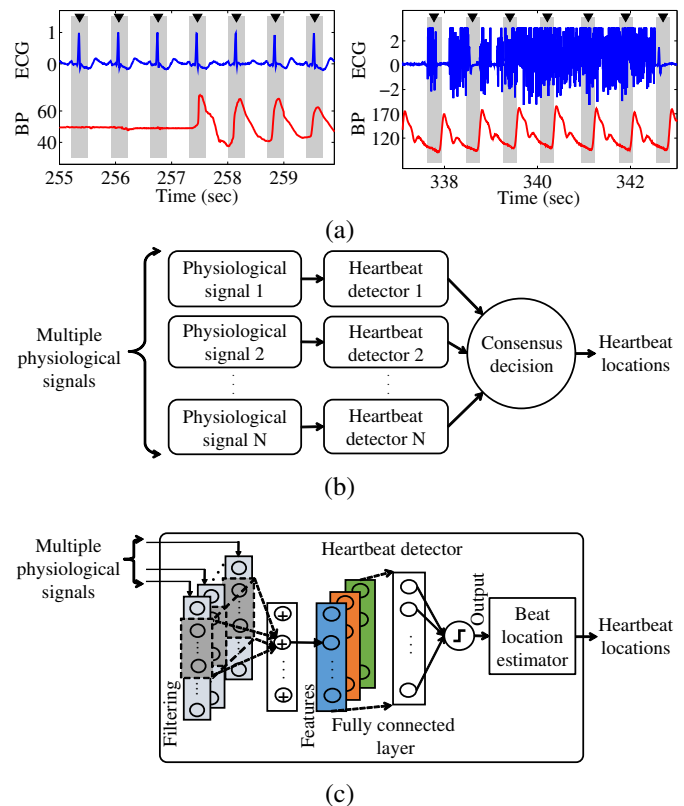 1
0
ECG
60
40
BP
255
256
257
258
259
Time (sec)
2
0
−2
ECG
170
120
BP
338
340
342
Time (sec)
(a)
Multiple
physiological
signals
Physiological
signal 1
Heartbeat
detector 1
Physiological
signal 2
Heartbeat
detector 2
Physiological
signal N
Heartbeat
detector N
Consensus
decision
Heartbeat
locations
(b)
Multiple
physiological
signals
Heartbeat detector
Filtering
Features
Fully connected
layer
Output
Beat
location
estimator
Heartbeat
locations
(c)